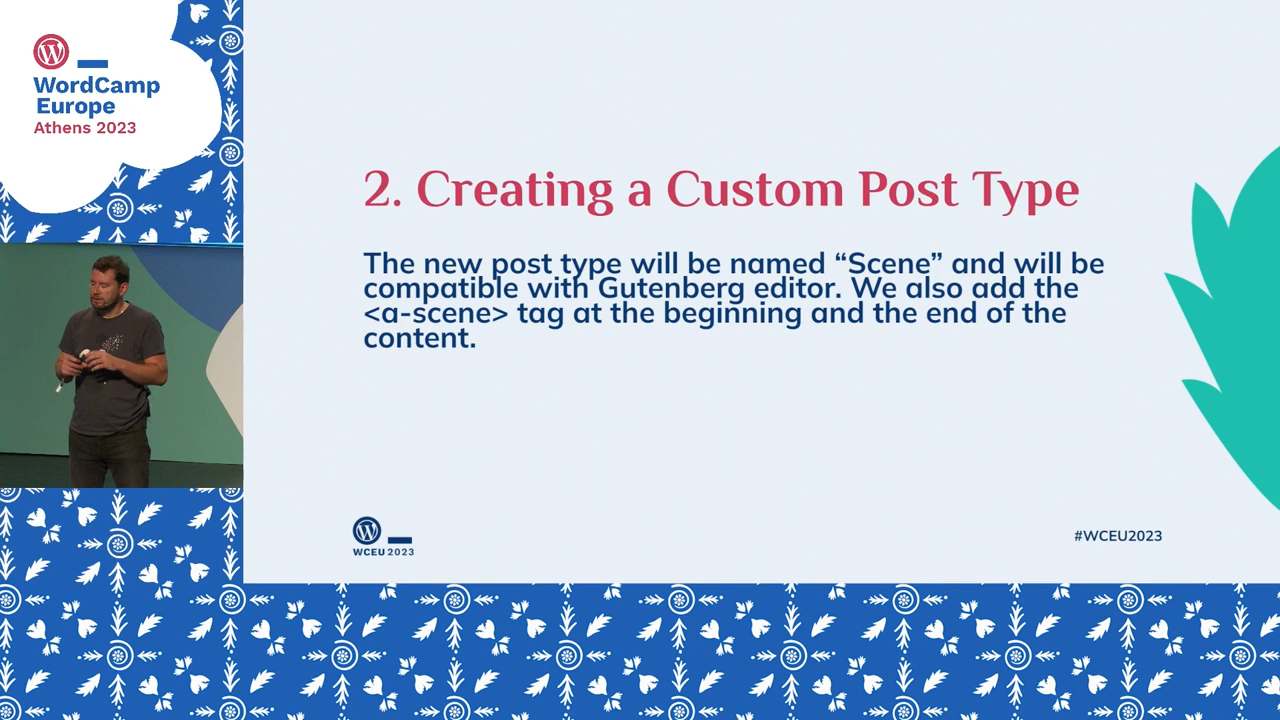 WordCamp
Europe
Athens 2023
2. Creating a Custom Post Type
The new post type will be named “Scene” and will be
compatible with Gutenberg editor. We also add the
<a-scene> tag at the beginning and the end of the
content.
WCEU 2023
#WCEU2023